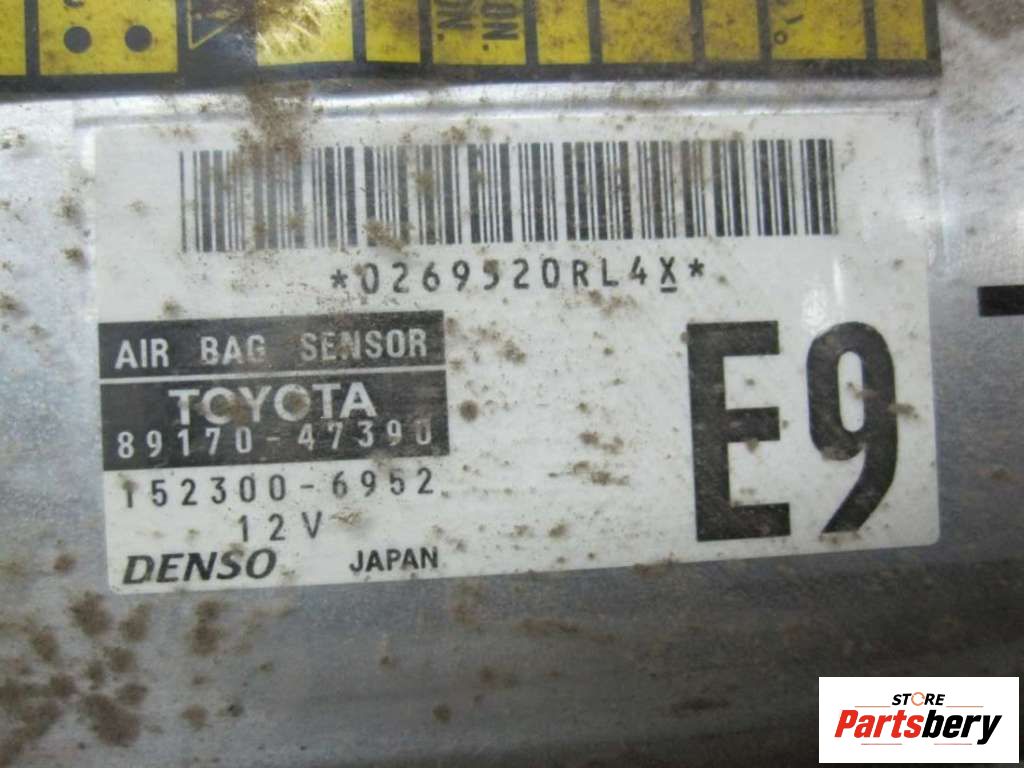 *0269520RL4X*
AIR BAG SENSOR
TOYOTA
89170-47390
152300-6952
12V
DENSO JAPAN
E9
STORE
Partsbery